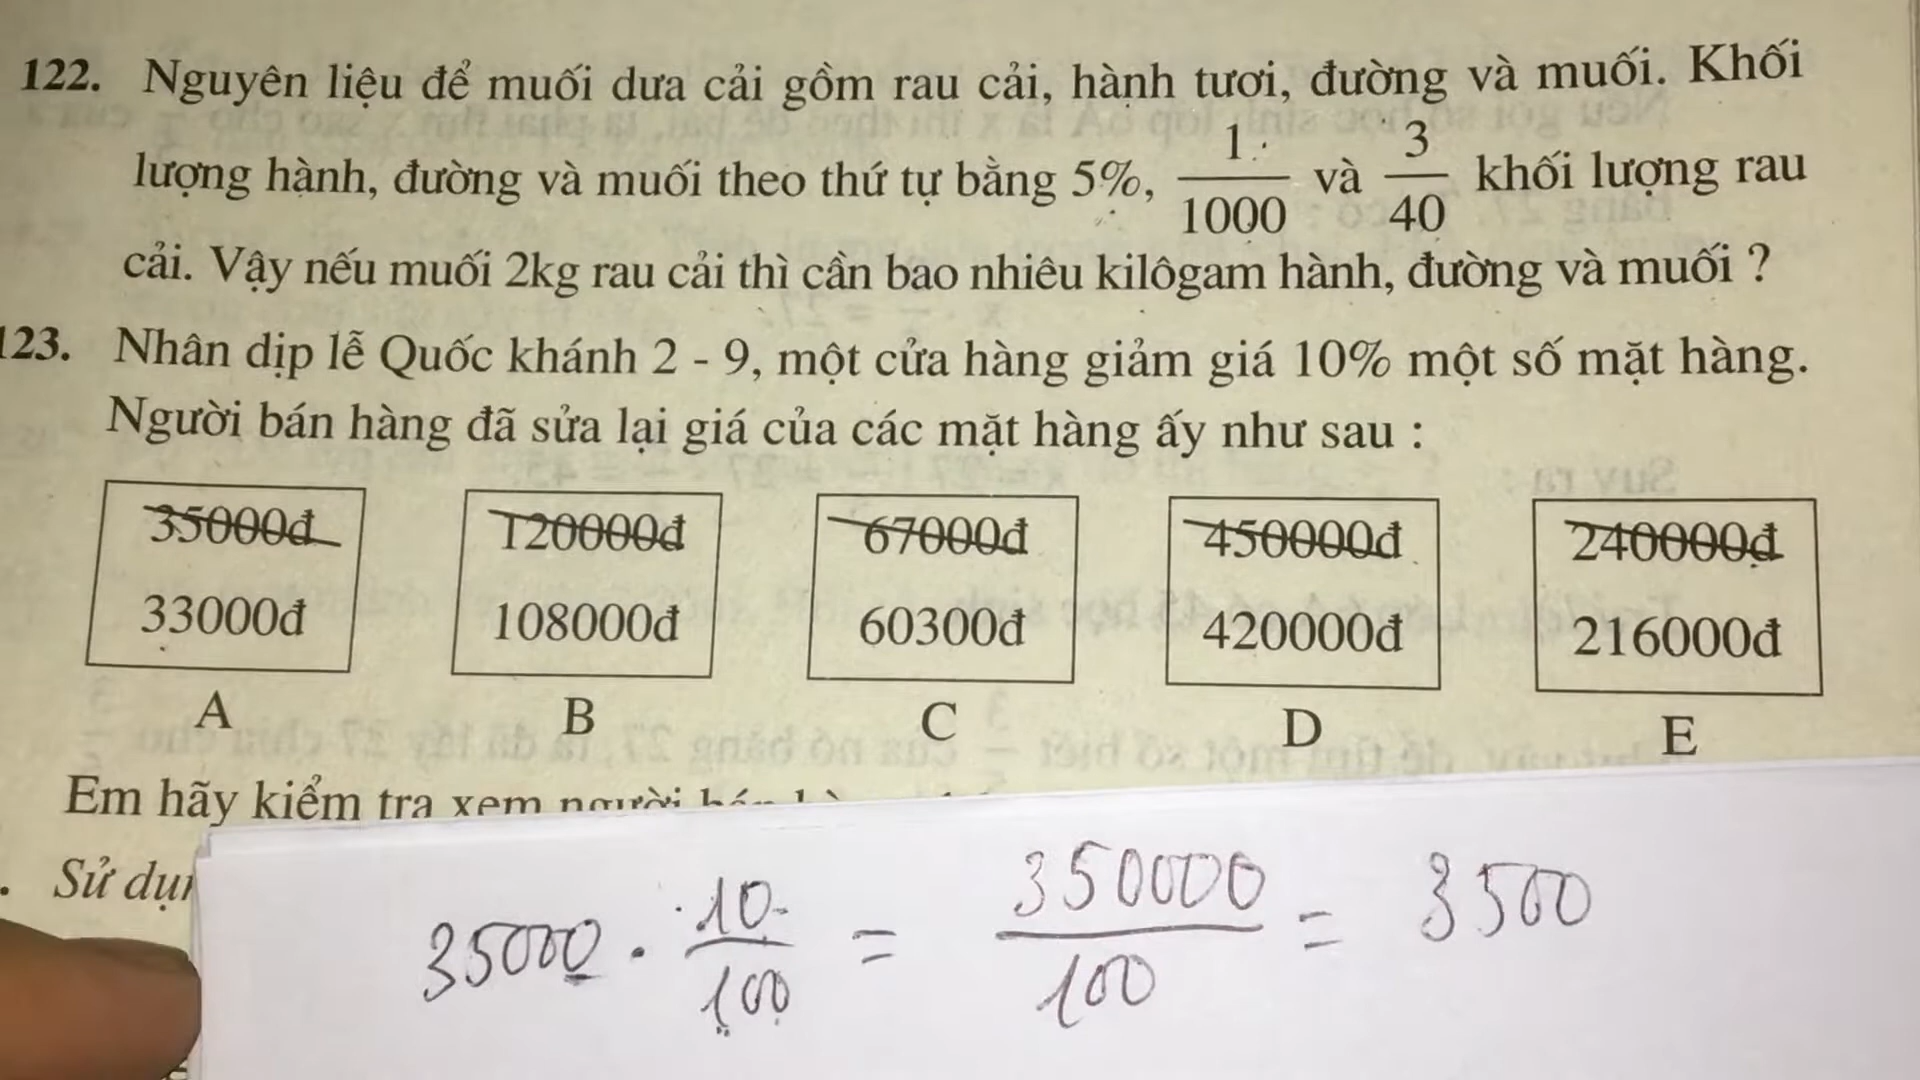 122. Nguyên liệu để muối dưa cải gồm rau cải, hành tươi, đường và muối. Khối
lượng hành, đường và muối theo thứ tự bằng 5%, 1/1000 và 3/40 khối lượng rau
cải. Vậy nếu muối 2kg rau cải thì cần bao nhiêu kilôgam hành, đường và muối ?
123. Nhân dịp lễ Quốc khánh 2 - 9, một cửa hàng giảm giá 10% một số mặt hàng.
Người bán hàng đã sửa lại giá của các mặt hàng ấy như sau :
35000đ 120000đ 67000đ 450000đ 240000đ
33000đ 108000đ 60300đ 420000đ 216000đ
A B C D E
Em hãy kiểm tra xem người
Sử
35000 . 10/100 = 350000/100 = 3500